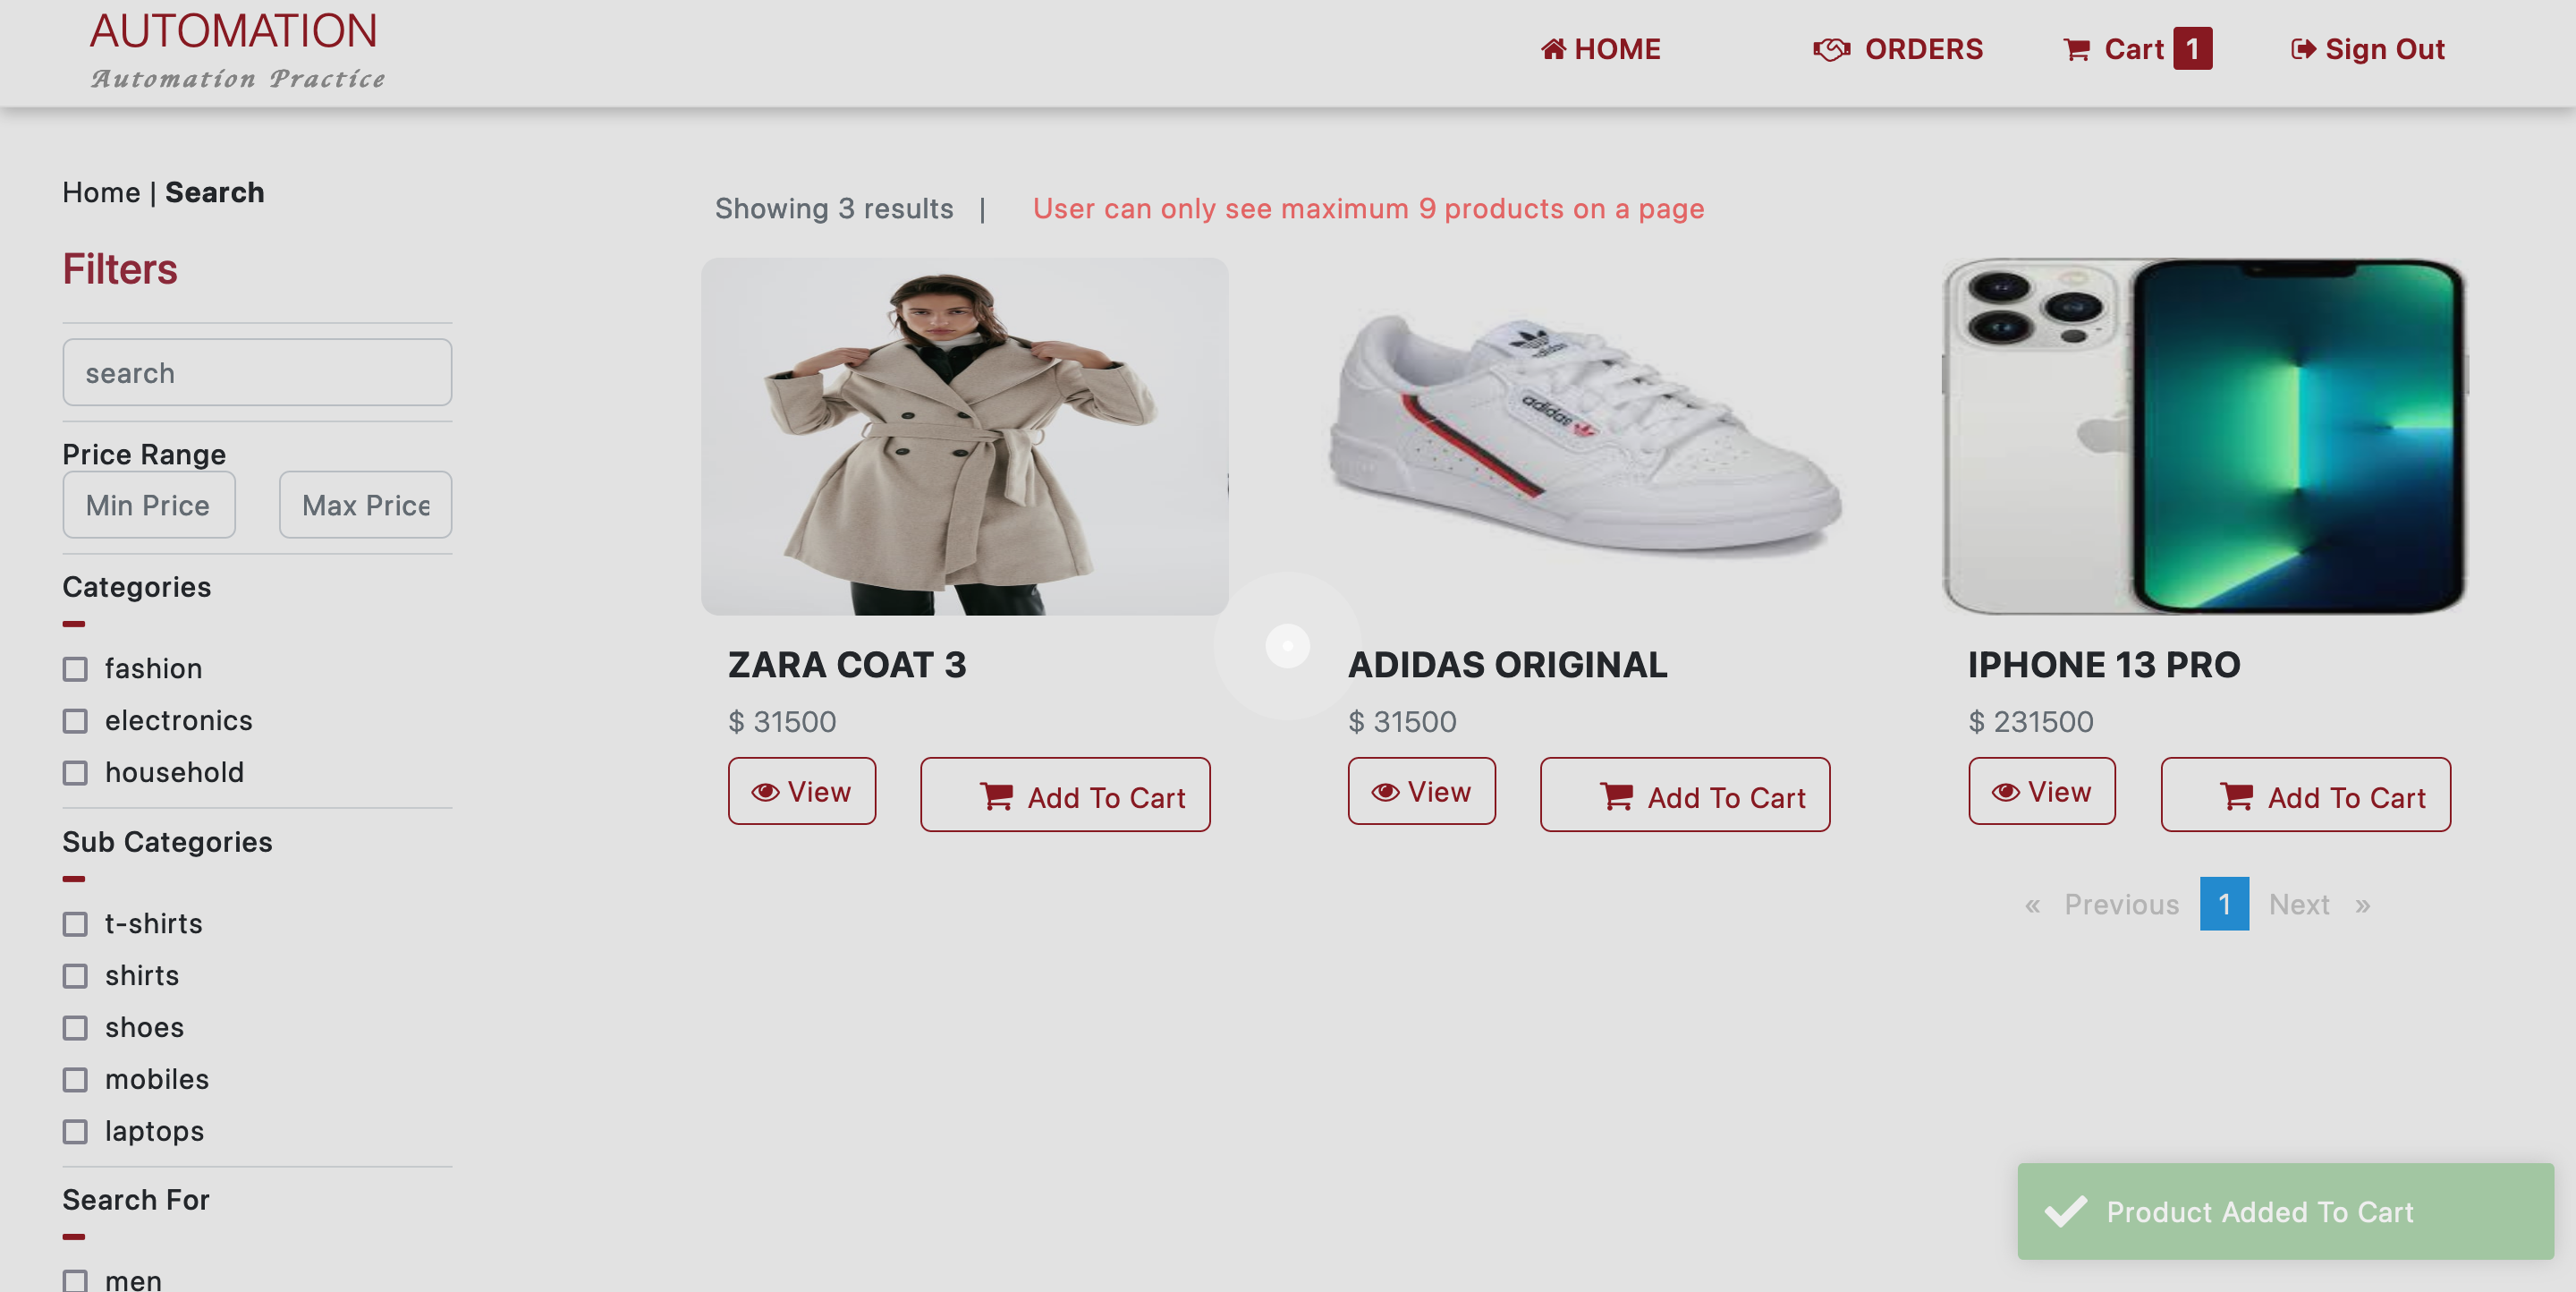 AUTOMATION
Automation Practice
HOME
ORDERS
Cart 1
Sign Out
Home | Search
Showing 3 results |
User can only see maximum 9 products on a page
Filters
search
Price Range
Min Price
Max Price
Categories
fashion
electronics
household
Sub Categories
t-shirts
shirts
shoes
mobiles
laptops
Search For
men
adidas
adidas
ZARA COAT 3
$ 31500
View
Add To Cart
ADIDAS ORIGINAL
$ 31500
View
Add To Cart
IPHONE 13 PRO
$ 231500
View
Add To Cart
« Previous 1 Next »
Product Added To Cart